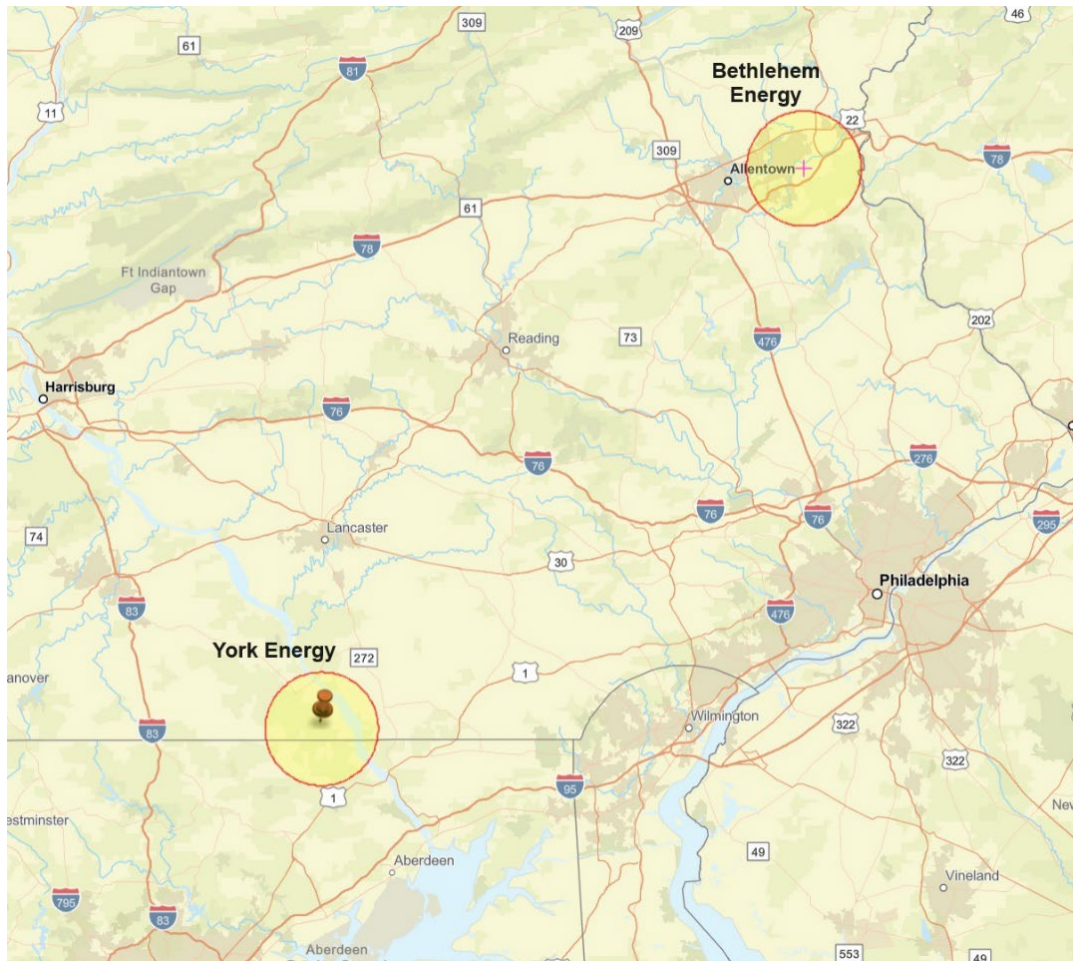 309
46
61
209
81
Bethlehem
Energy
11
22
309
78
Allentown
61
78
Ft Indiantown
Gap
202
73
Reading
476
Harrisburg
76
276
76
76
76
295
Lancaster
74
30
Philadelphia
83
476
York Energy
272
1
anover
Wilmington
322
83
322
95
1
New
estminster
49
Aberdeen
Vineland
795
83
Aberdeen
553
49